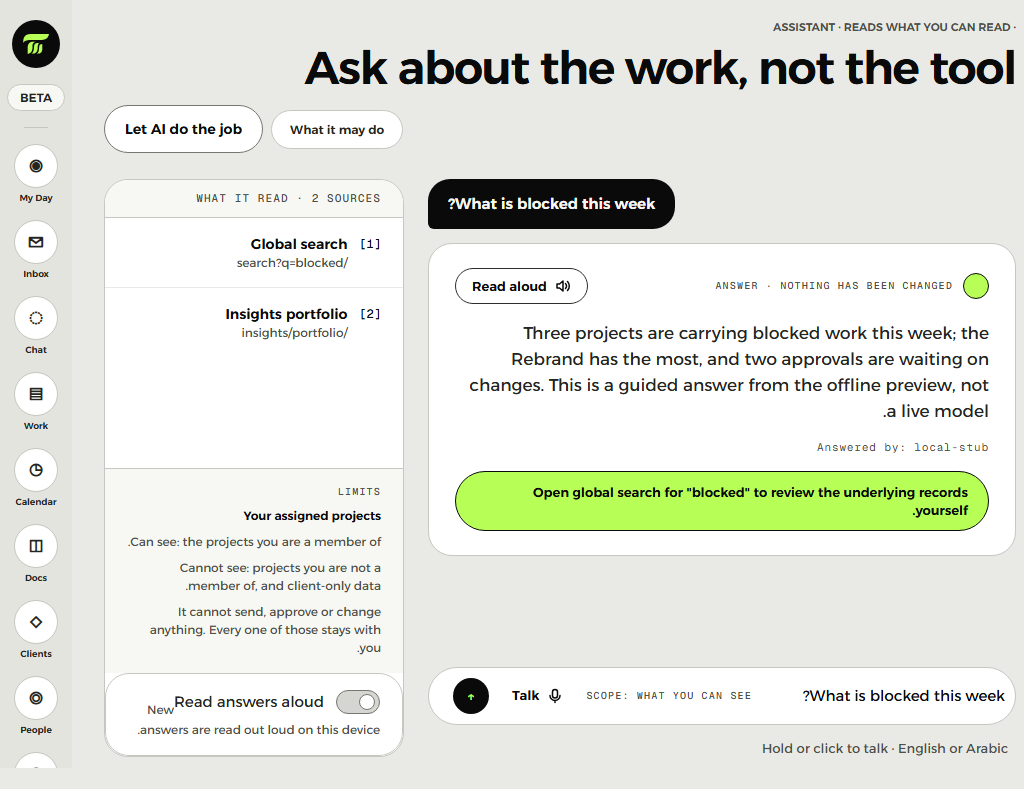 ASSISTANT · READS WHAT YOU CAN READ ·
Ask about the work, not the tool
BETA
Let AI do the job
What it may do
My Day
Inbox
Chat
Work
Calendar
Docs
Clients
People
WHAT IT READ · 2 SOURCES
Global search [1]
search?q=blocked/
Insights portfolio [2]
insights/portfolio/
LIMITS
Your assigned projects
.Can see: the projects you are a member of
Cannot see: projects you are not a
.member of, and client-only data
It cannot send, approve or change
anything. Every one of those stays with
.you
Read answers aloud
New
.answers are read out loud on this device
?What is blocked this week
Read aloud
ANSWER · NOTHING HAS BEEN CHANGED
Three projects are carrying blocked work this week; the
Rebrand has the most, and two approvals are waiting on
changes. This is a guided answer from the offline preview, not
.a live model
Answered by: local-stub
Open global search for "blocked" to review the underlying records
.yourself
Talk
SCOPE: WHAT YOU CAN SEE
?What is blocked this week
Hold or click to talk · English or Arabic